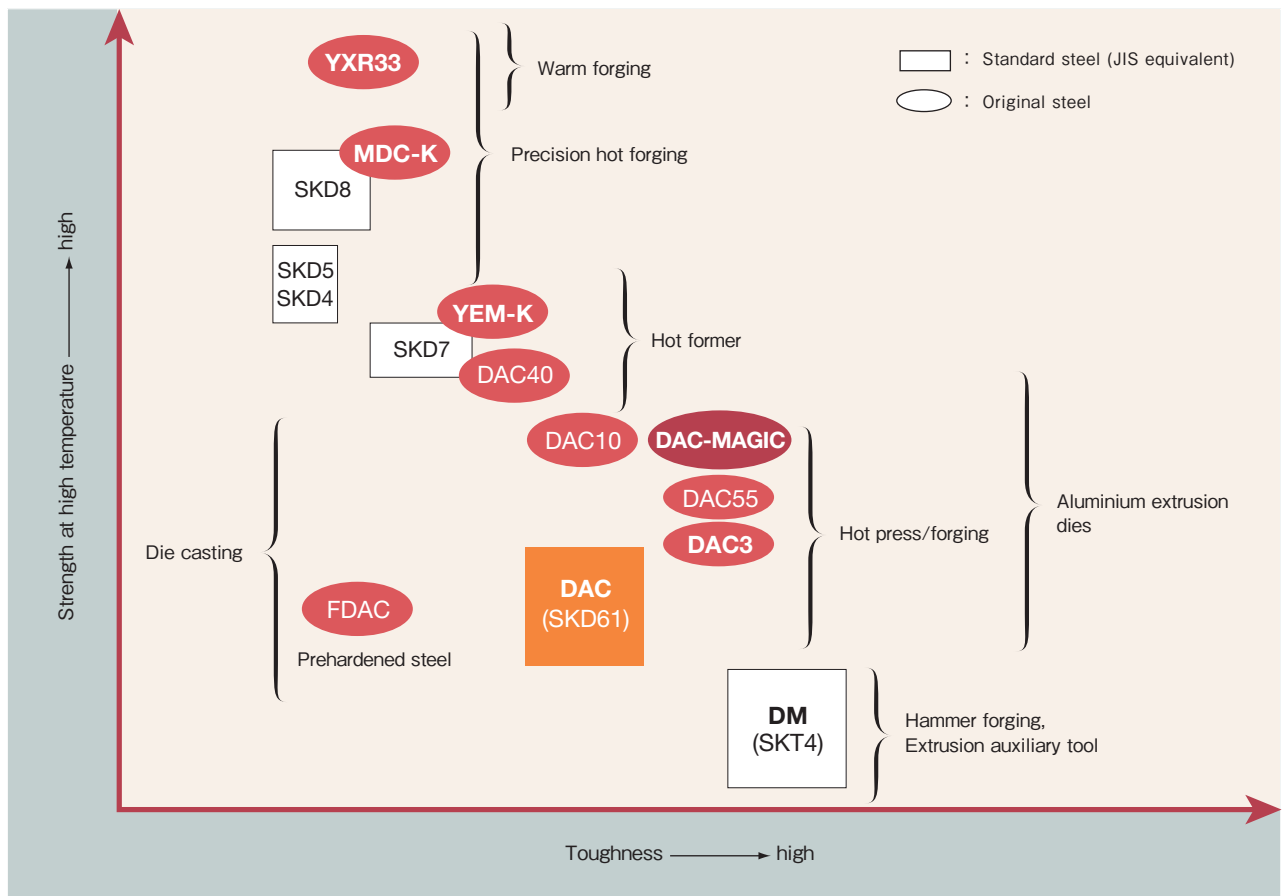 YXR33
Warm forging
: Standard steel (JIS equivalent)
: Original steel
MDC-K
Precision hot forging
SKD8
SKD5
SKD4
YEM-K
Hot former
SKD7
DAC40
DAC10
DAC-MAGIC
DAC55
DAC3
Aluminium extrusion
dies
Hot press/forging
Die casting
DAC
(SKD61)
FDAC
Prehardened steel
DM
(SKT4)
Hammer forging,
Extrusion auxiliary tool
Strength at high temperature → high
Toughness → high